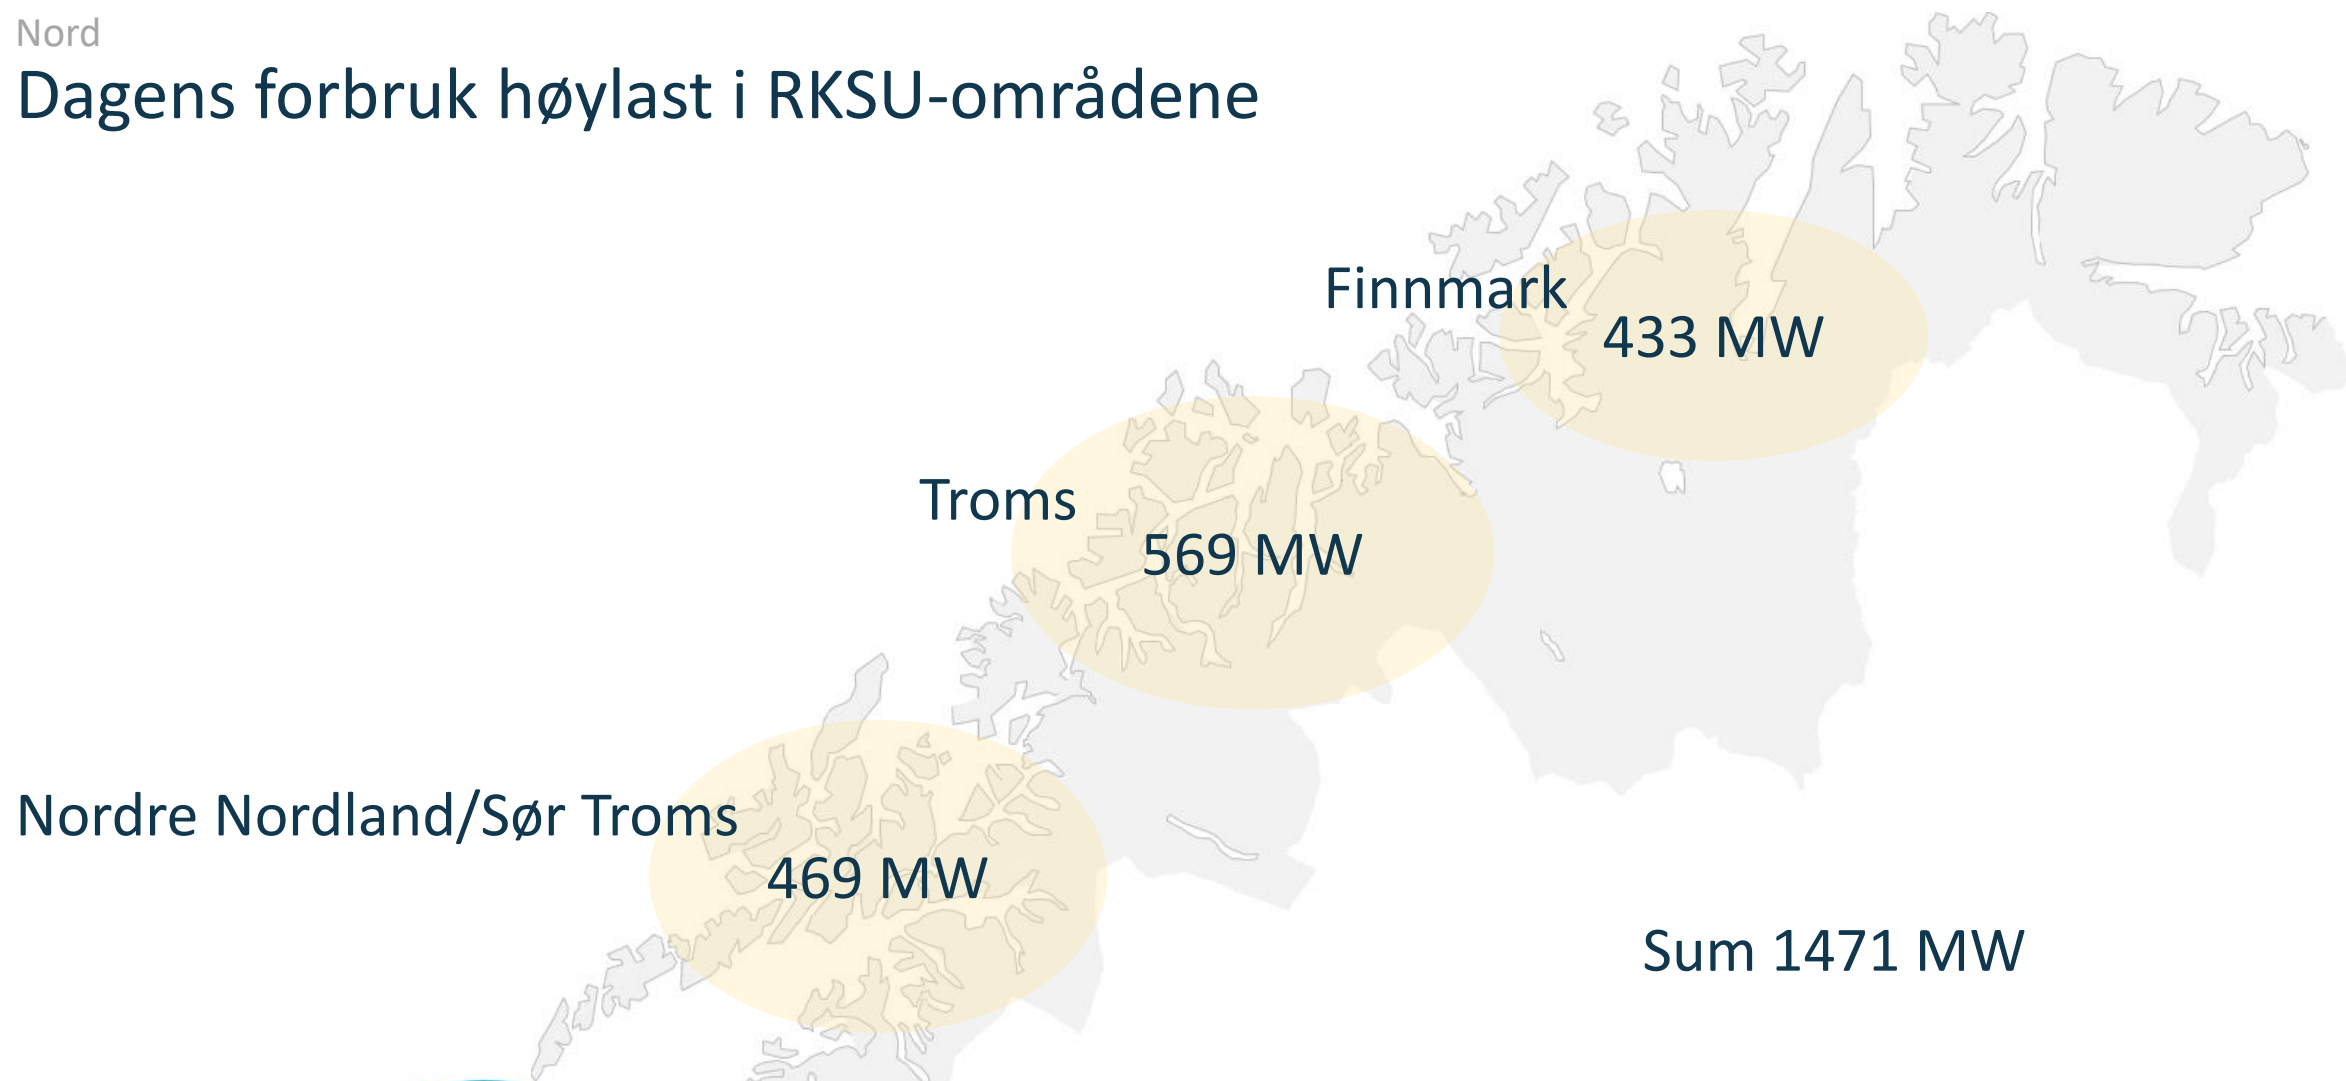 Nord
Dagens forbruk høylast i RKSU-områdene
Finnmark
433 MW
Troms
569 MW
Nordre Nordland/Sør Troms
469 MW
Sum 1471 MW